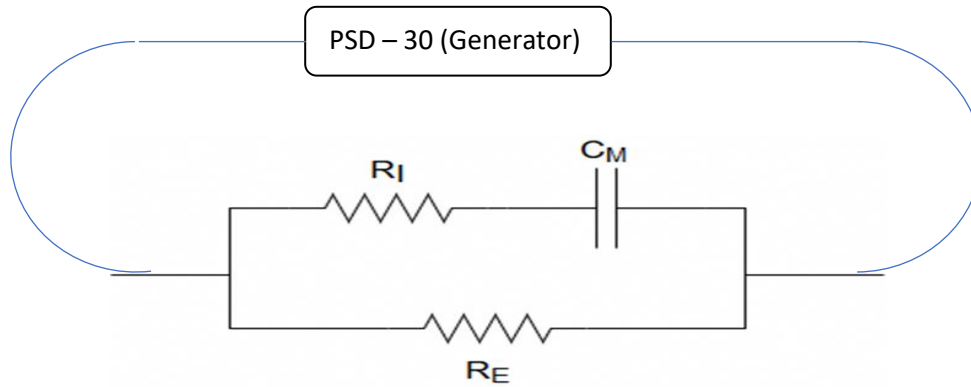 PSD – 30 (Generator)
CM
RI
RE